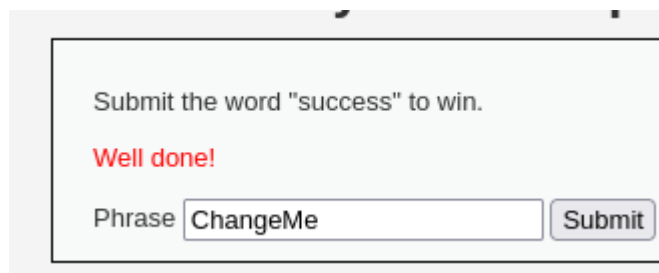 Submit the word "success" to win.
Well done!
Phrase ChangeMe Submit